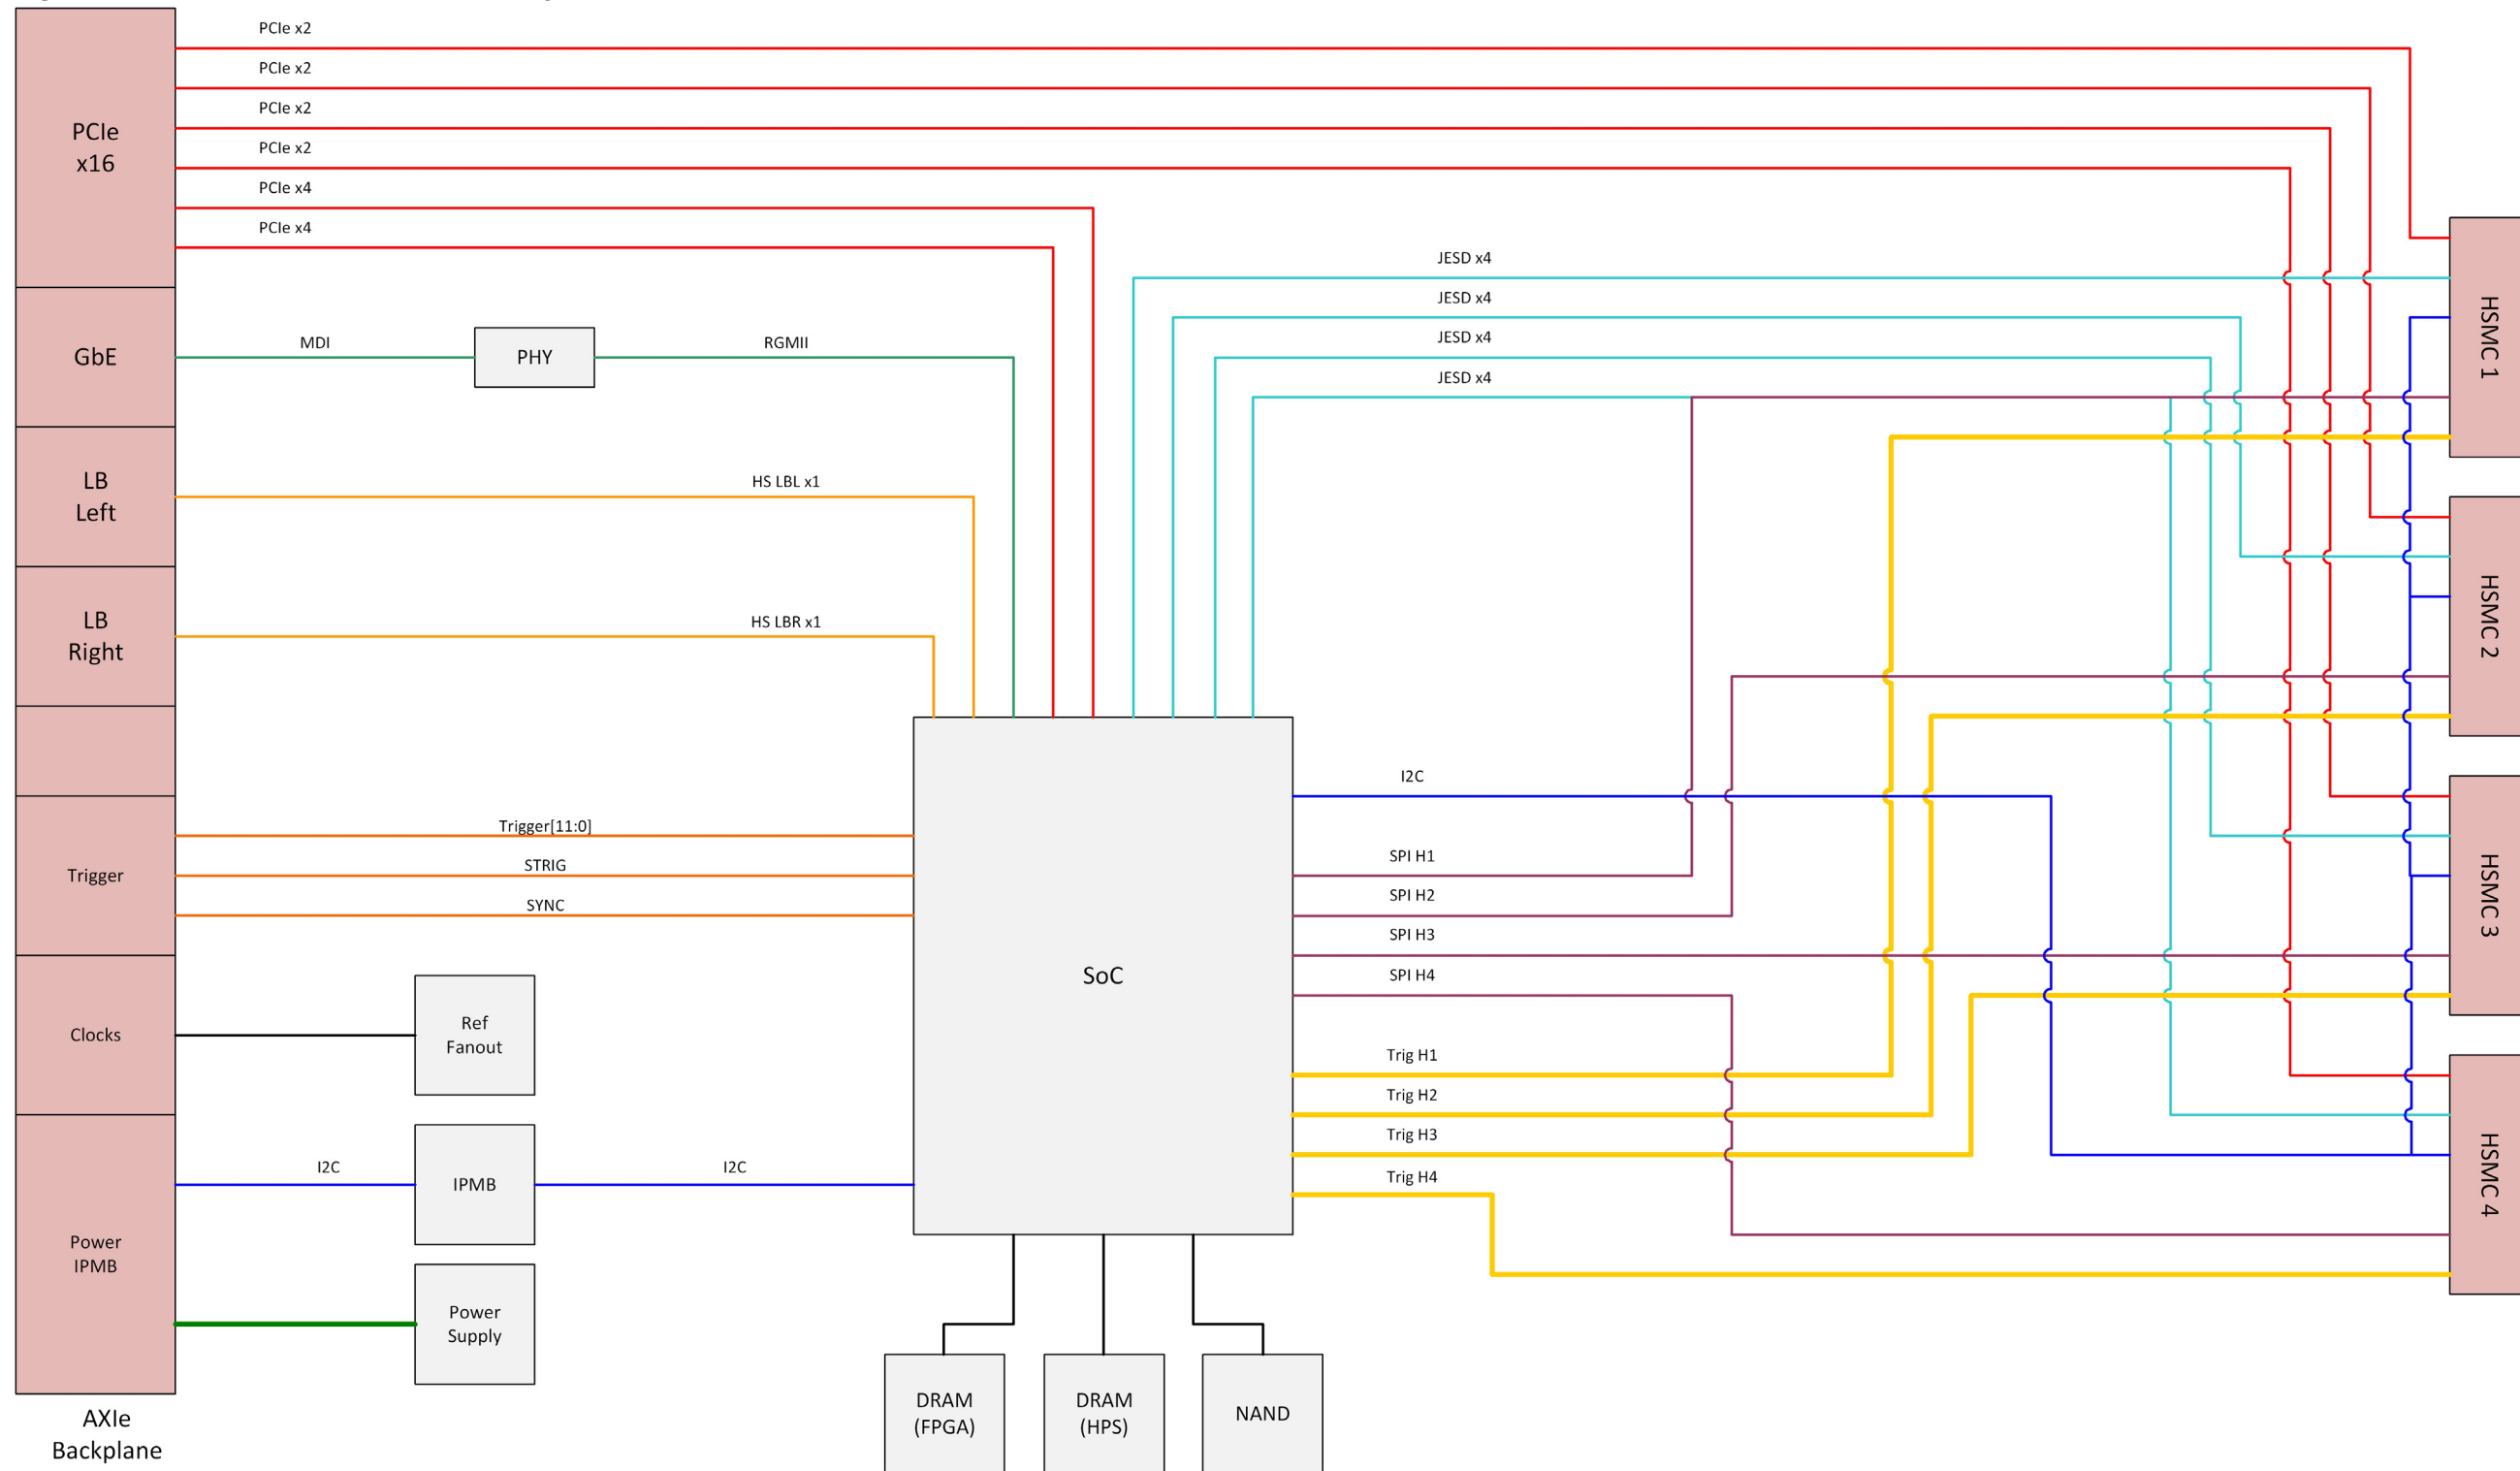 PCIe x2
PCIe x2
PCIe x2
PCIe x2
PCIe x4
PCIe x4
PCIe
x16
GbE
MDI
PHY
RGMII
LB
Left
HS LBL x1
LB
Right
HS LBR x1
JESD x4
JESD x4
JESD x4
JESD x4
Trigger
Trigger[11:0]
STRIG
SYNC
Clocks
Ref
Fanout
Power
IPMB
I2C
IPMB
I2C
Power
Supply
AXIe
Backplane
SoC
I2C
SPI H1
SPI H2
SPI H3
SPI H4
Trig H1
Trig H2
Trig H3
Trig H4
DRAM
(FPGA)
DRAM
(HPS)
NAND
HSMC 1
HSMC 2
HSMC 3
HSMC 4